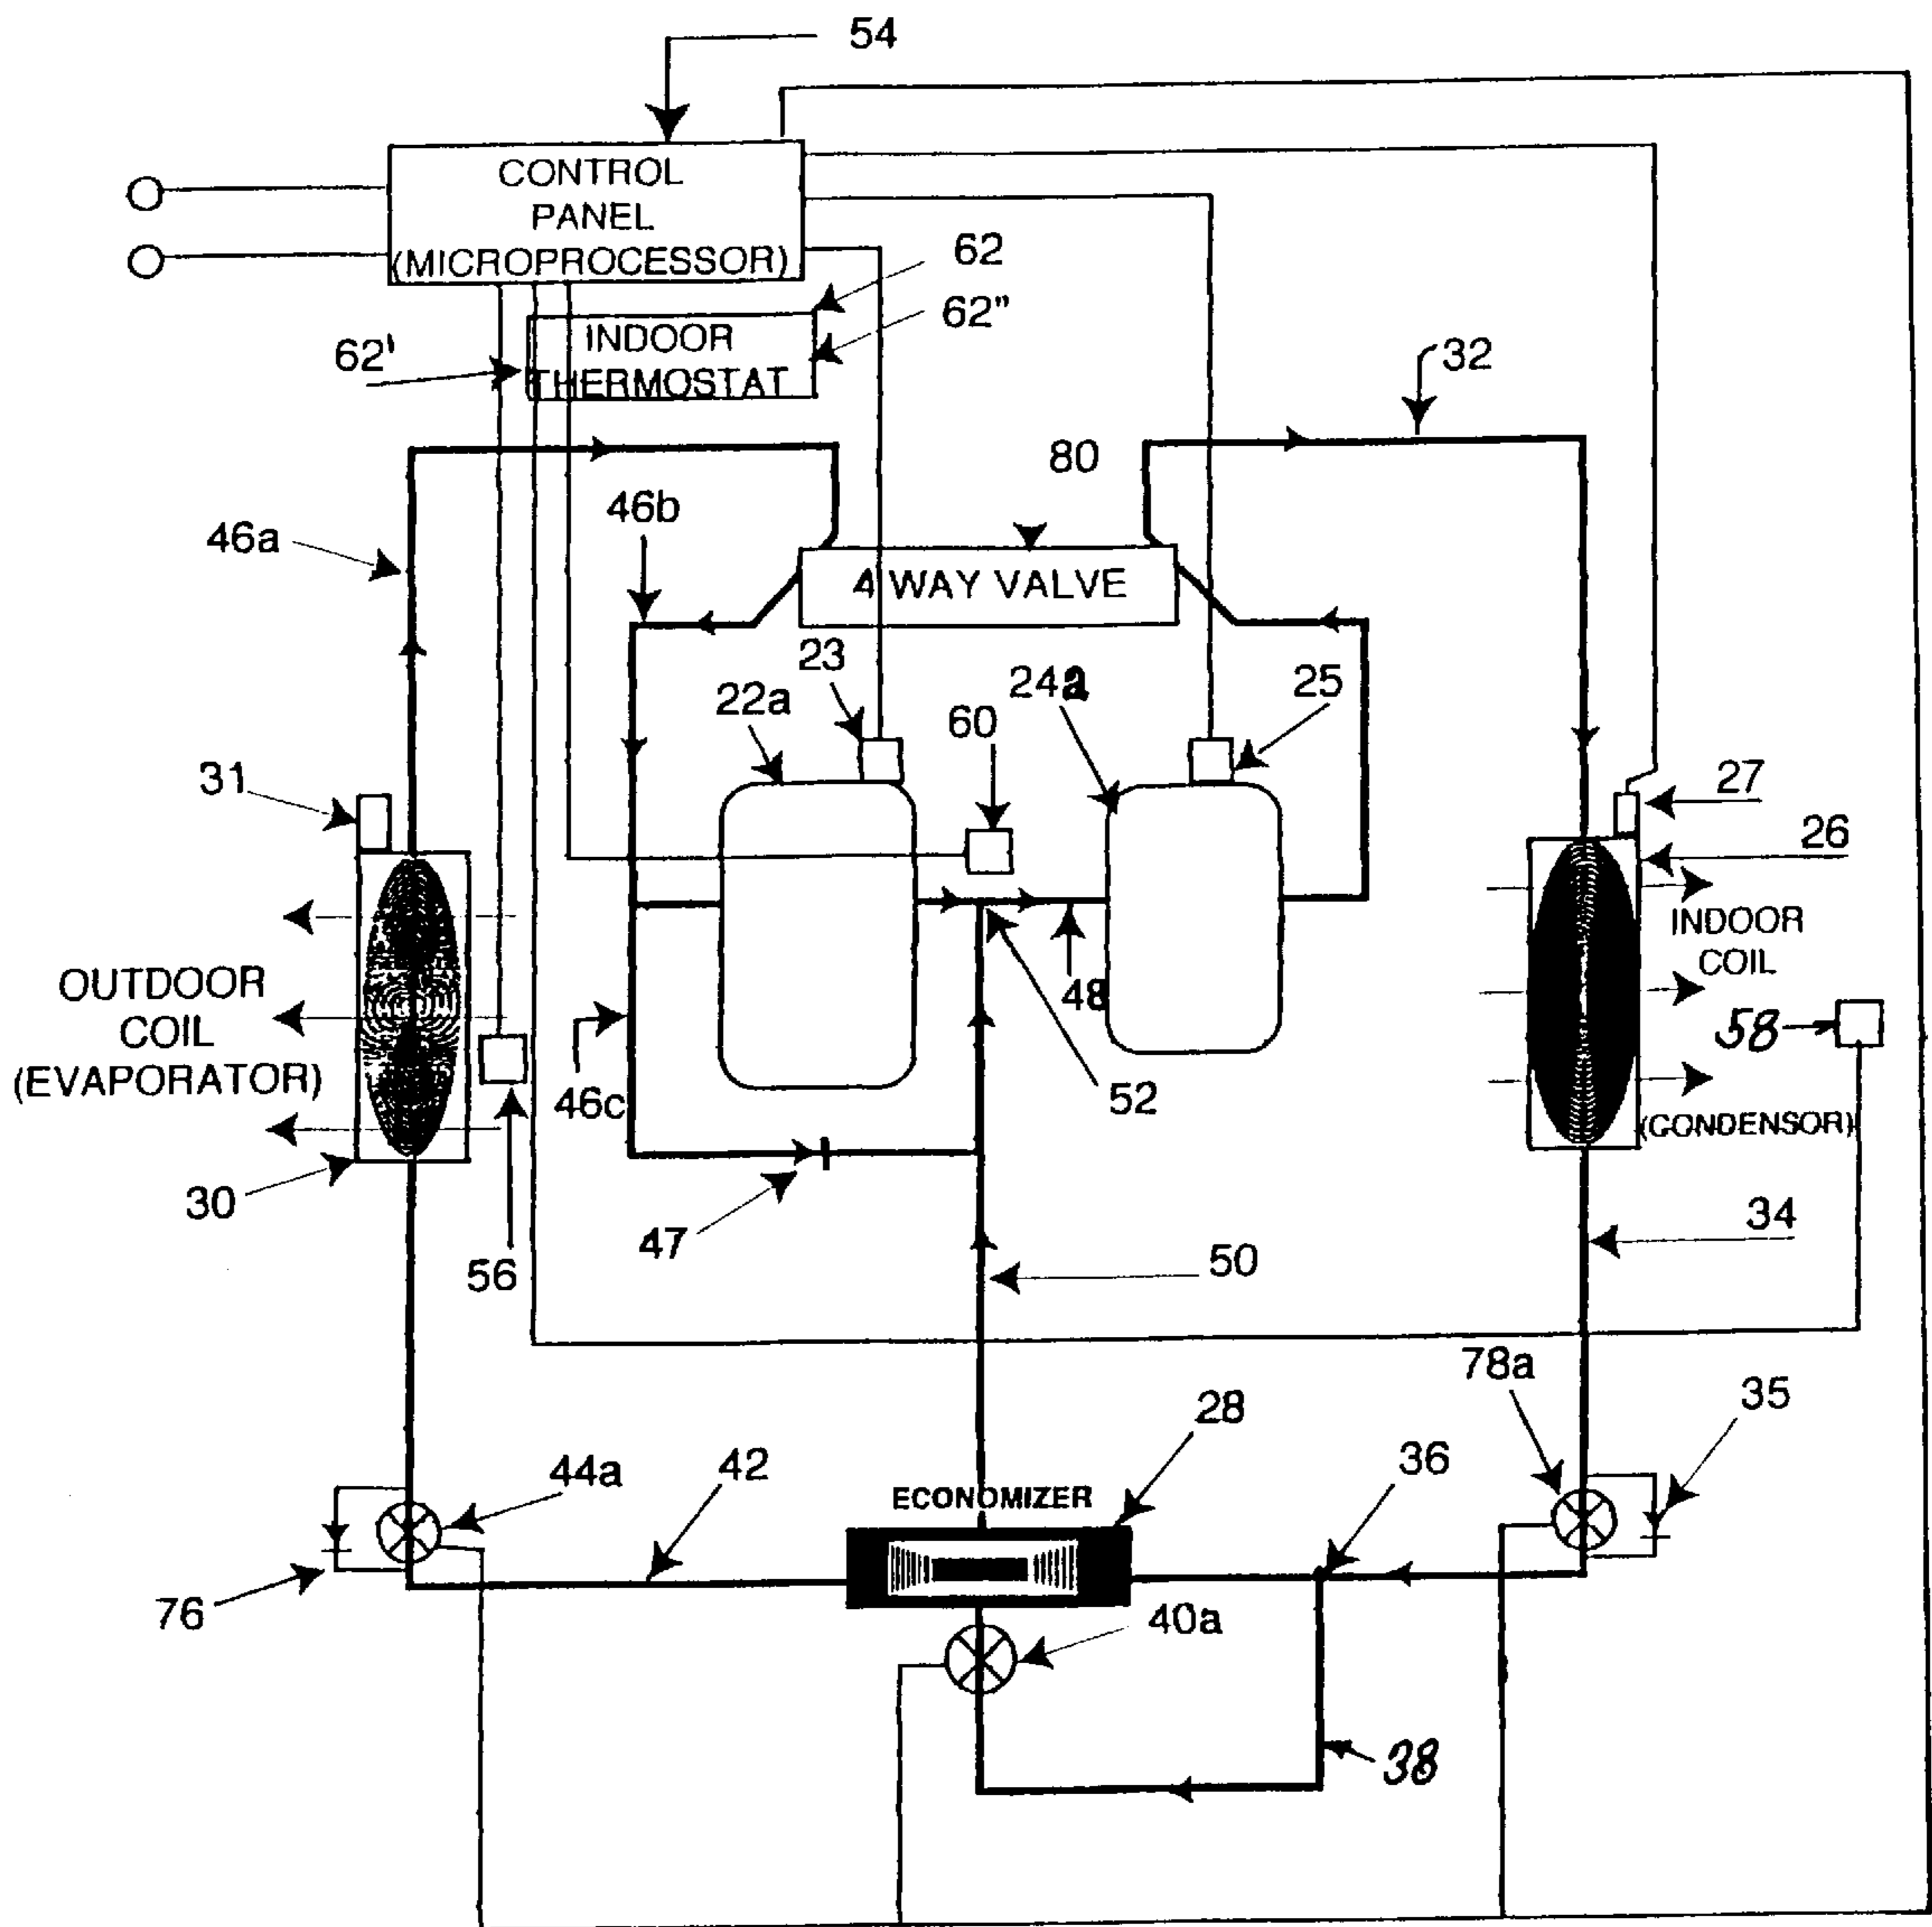 54
CONTROL
PANEL
(MICROPROCESSOR)
62
62"
INDOOR
THERMOSTAT
62'
32
80
46b
46a
4 WAY VALVE
23
22a
24a
25
60
31
27
26
INDOOR
COIL
OUTDOOR
COIL
(EVAPORATOR)
48
58
46c
52
(CONDENSOR)
30
47
34
56
50
78a
28
35
36
44a
42
ECONOMIZER
76
40a
38